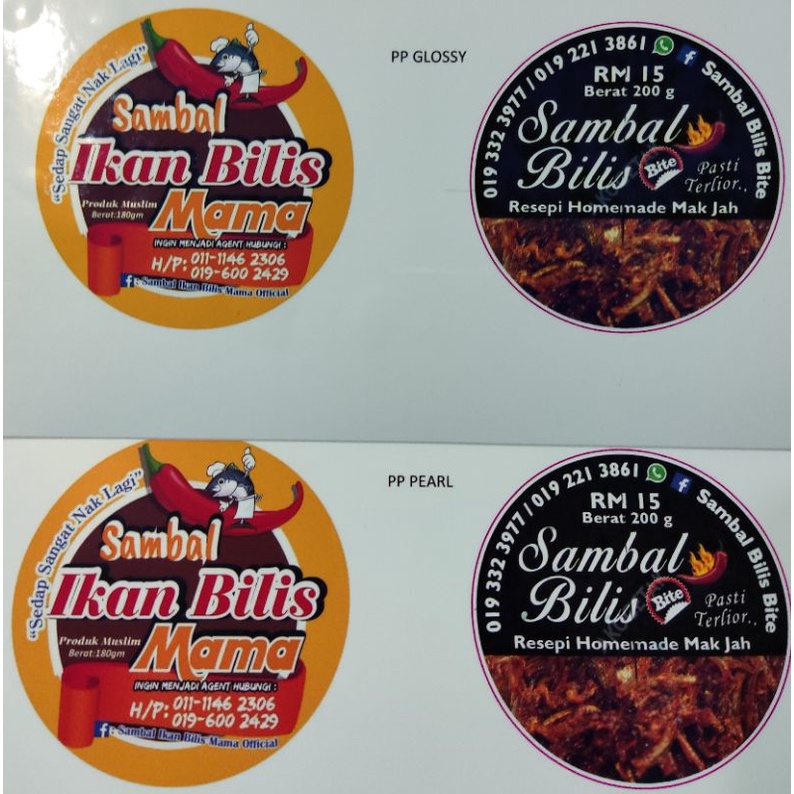 PP GLOSSY
"Sedap Sangat Nak Lagi"
Sambal
Ikan Bilis
Mama
Produk Muslim
Berat:180gm
INGIN MENJADI AGENT HUBUNGI :
H/P: 011-1146 2306
019-600 2429
f : Sambal Ikan Bilis Mama Official
019 332 3977 / 019 221 3861 f Sambal Bilis Bite
RM 15
Berat 200 g
Sambal
Bilis Bite
Pasti
Terlior..
Resepi Homemade Mak Jah
PP PEARL
"Sedap Sangat Nak Lagi"
Sambal
Ikan Bilis
Mama
Produk Muslim
Berat:180gm
INGIN MENJADI AGENT HUBUNGI :
H/P: 011-1146 2306
019-600 2429
f : Sambal Ikan Bilis Mama Official
019 332 3977 / 019 221 3861 f Sambal Bilis Bite
RM 15
Berat 200 g
Sambal
Bilis Bite
Pasti
Terlior..
Resepi Homemade Mak Jah